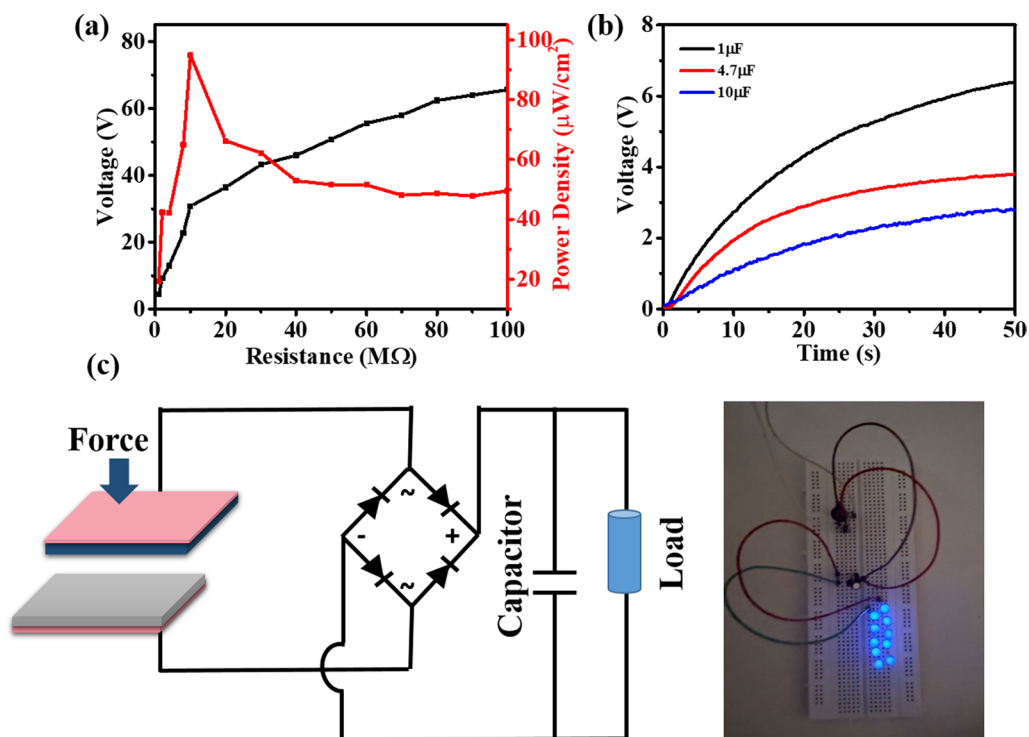 (a)
80
60
40
20
0
Voltage (V)
0 20 40 60 80 100
Resistance (MΩ)
100
80
60
40
20
Power Density (μW/cm²)
(b)
8
6
4
2
0
Voltage (V)
1μF
4.7μF
10μF
0 10 20 30 40 50
Time (s)
(c)
Force
~
- +
~
Capacitor
Load